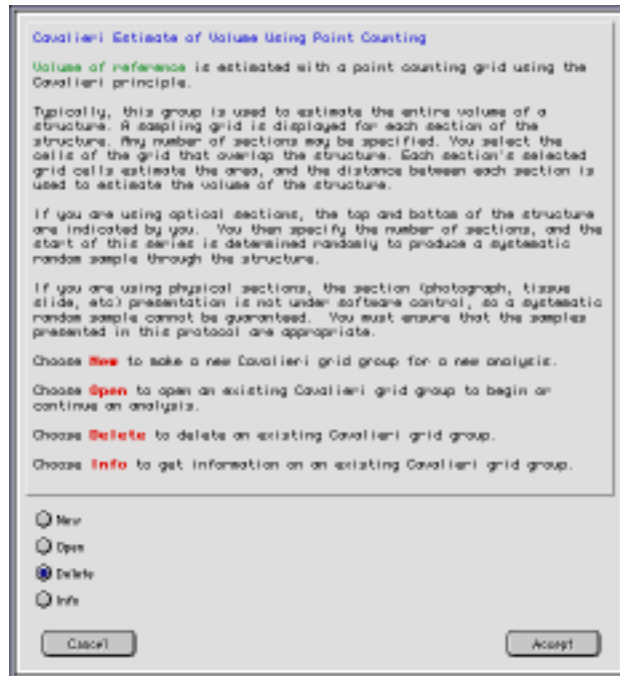 Cavalieri Estimate of Volume Using Point Counting
Volume of reference is estimated with a point counting grid using the
Cavalieri principle.
Typically, this group is used to estimate the entire volume of a
structure. A sampling grid is displayed for each section of the
structure. Any number of sections may be specified. You select the
cells of the grid that overlap the structure. Each section's selected
grid cells estimate the area, and the distance between each section is
used to estimate the volume of the structure.
If you are using optical sections, the top and bottom of the structure
are indicated by you. You then specify the number of sections, and the
start of this series is determined randomly to produce a systematic
random sample through the structure.
If you are using physical sections, the section (photograph, tissue
slide, etc) presentation is not under software control, so a systematic
random sample cannot be guaranteed. You must ensure that the samples
presented in this protocol are appropriate.
Choose New to make a new Cavalieri grid group for a new analysis.
Choose Open to open an existing Cavalieri grid group to begin or
continue an analysis.
Choose Delete to delete an existing Cavalieri grid group.
Choose Info to get information on an existing Cavalieri grid group.
New
Open
Delete
Info
Cancel Accept